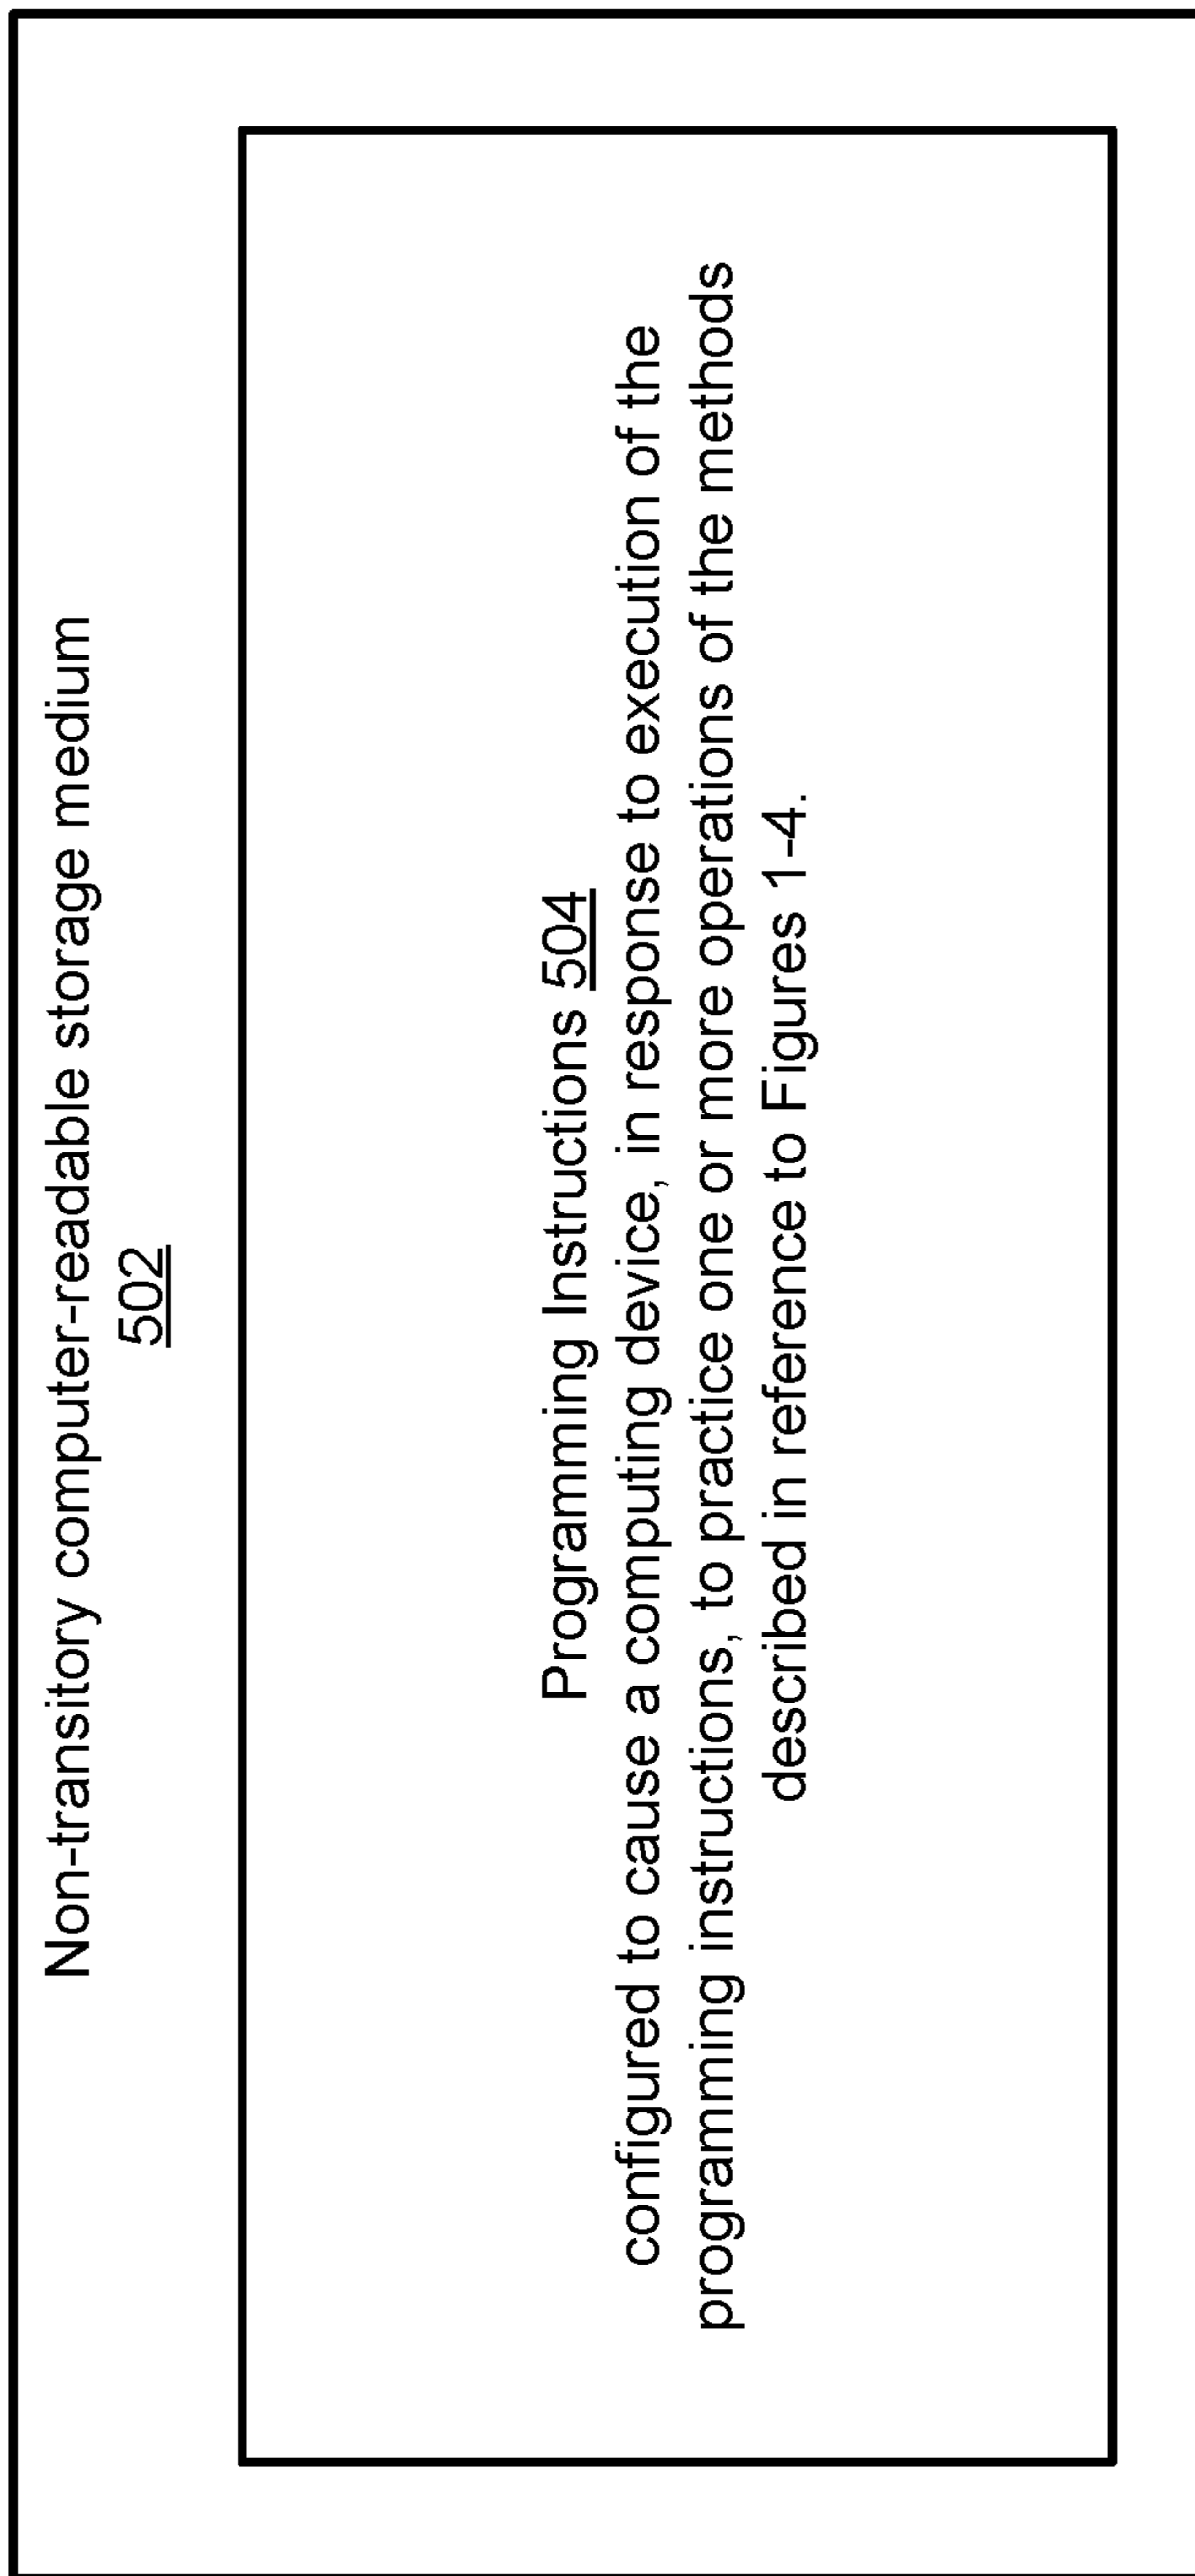 Non-transitory computer-readable storage medium
502
Programming Instructions 504
configured to cause a computing device, in response to execution of the
programming instructions, to practice one or more operations of the methods
described in reference to Figures 1-4.